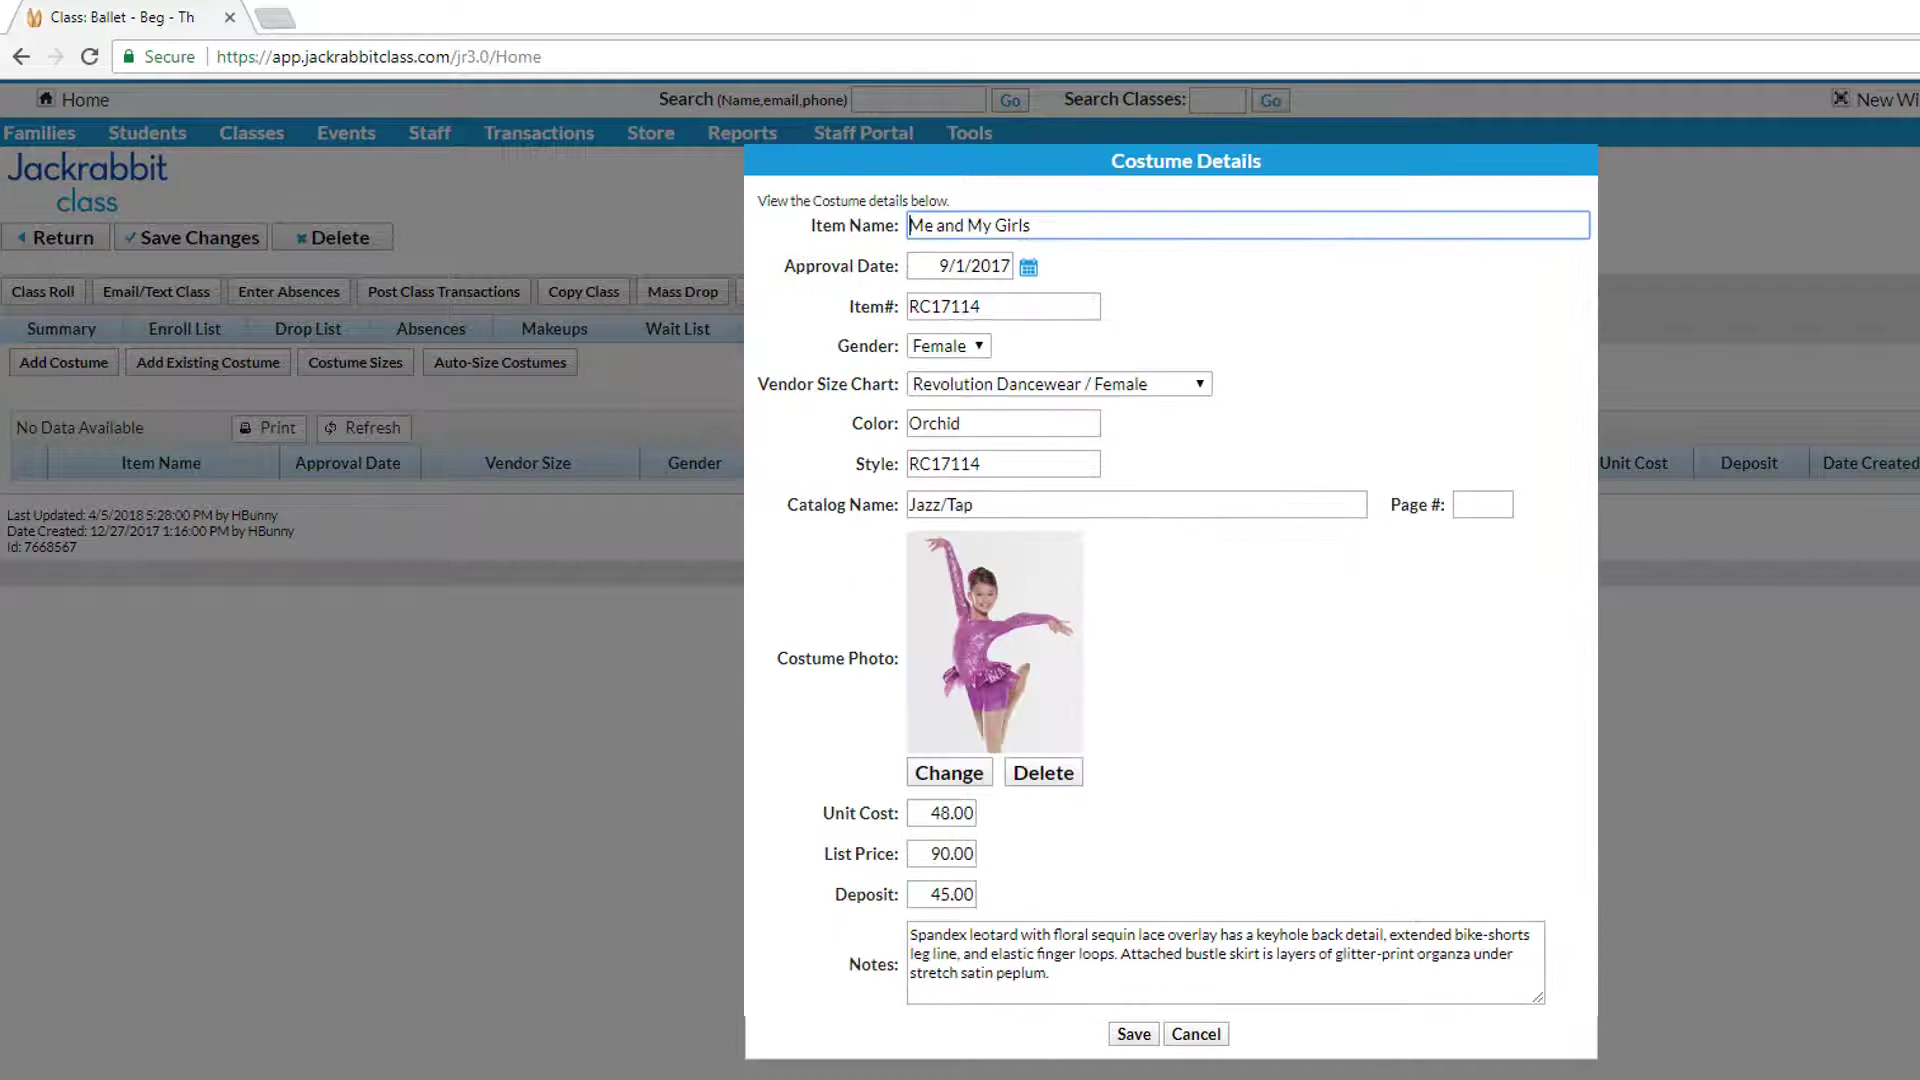 Class: Ballet - Beg - Th
Secure https://app.jackrabbitclass.com/jr3.0/Home
Home Search (Name,email,phone) Go Search Classes: Go New Wi
Families Students Classes Events Staff Transactions Store Reports Staff Portal Tools
Jackrabbit
class
Return Save Changes Delete
Class Roll Email/Text Class Enter Absences Post Class Transactions Copy Class Mass Drop
Summary Enroll List Drop List Absences Makeups Wait List
Add Costume Add Existing Costume Costume Sizes Auto-Size Costumes
No Data Available Print Refresh
Item Name Approval Date Vendor Size Gender Unit Cost Deposit Date Created
Last Updated: 4/5/2018 5:28:00 PM by HBunny
Date Created: 12/27/2017 1:16:00 PM by HBunny
Id: 7668567
Costume Details
View the Costume details below.
Item Name: Me and My Girls
Approval Date: 9/1/2017
Item#: RC17114
Gender: Female
Vendor Size Chart: Revolution Dancewear / Female
Color: Orchid
Style: RC17114
Catalog Name: Jazz/Tap Page #:
Costume Photo:
Change Delete
Unit Cost: 48.00
List Price: 90.00
Deposit: 45.00
Notes: Spandex leotard with floral sequin lace overlay has a keyhole back detail, extended bike-shorts
leg line, and elastic finger loops. Attached bustle skirt is layers of glitter-print organza under
stretch satin peplum.
Save Cancel